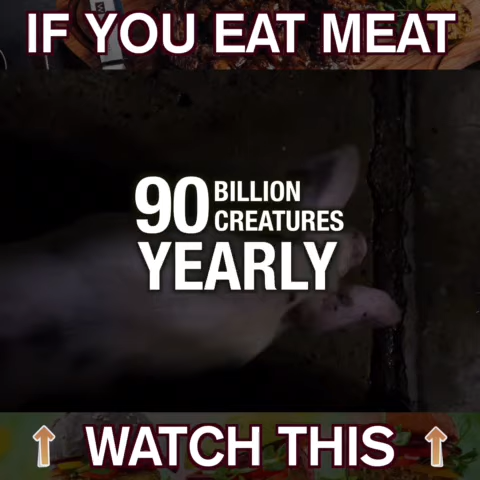 IF YOU EAT MEAT
90 BILLION
CREATURES
YEARLY
WATCH THIS